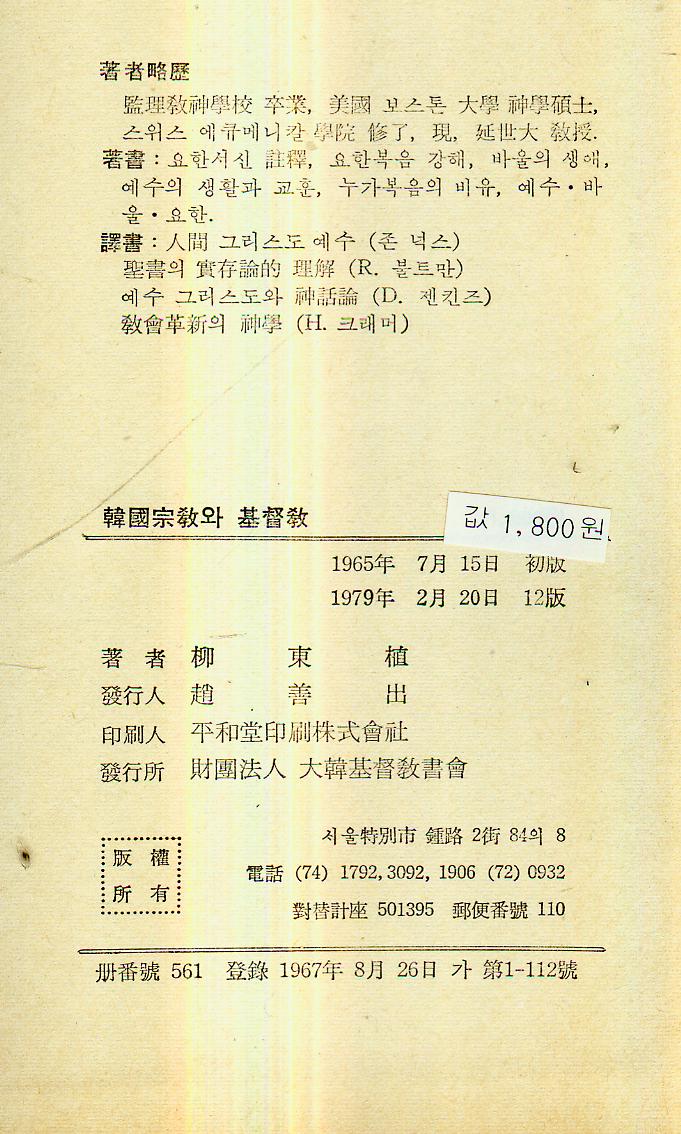 著者略歷
監理敎神學校 卒業, 美國 보스톤 大學 神學碩士,
스위스 에큐메니칼 學院 修了, 現, 延世大 敎授.
著書 : 요한서신 註釋, 요한복음 강해, 바울의 생애,
예수의 생활과 교훈, 누가복음의 비유, 예수·바
울·요한.
譯書 : 人間 그리스도 예수 (존 넉스)
聖書의 實存論的 理解 (R. 불트만)
예수 그리스도와 神話論 (D. 젠킨즈)
敎會革新의 神學 (H. 크래머)
韓國宗敎와 基督敎
값 1,800원
1965年 7月 15日 初版
1979年 2月 20日 12版
著者 柳東植
發行人 趙善出
印刷人 平和堂印刷株式會社
發行所 財團法人 大韓基督敎書會
版權
所有
서울特別市 鍾路 2街 84의 8
電話 (74) 1792, 3092, 1906 (72) 0932
對替計座 501395 郵便番號 110
册番號 561 登錄 1967年 8月 26日 가 第1-112號